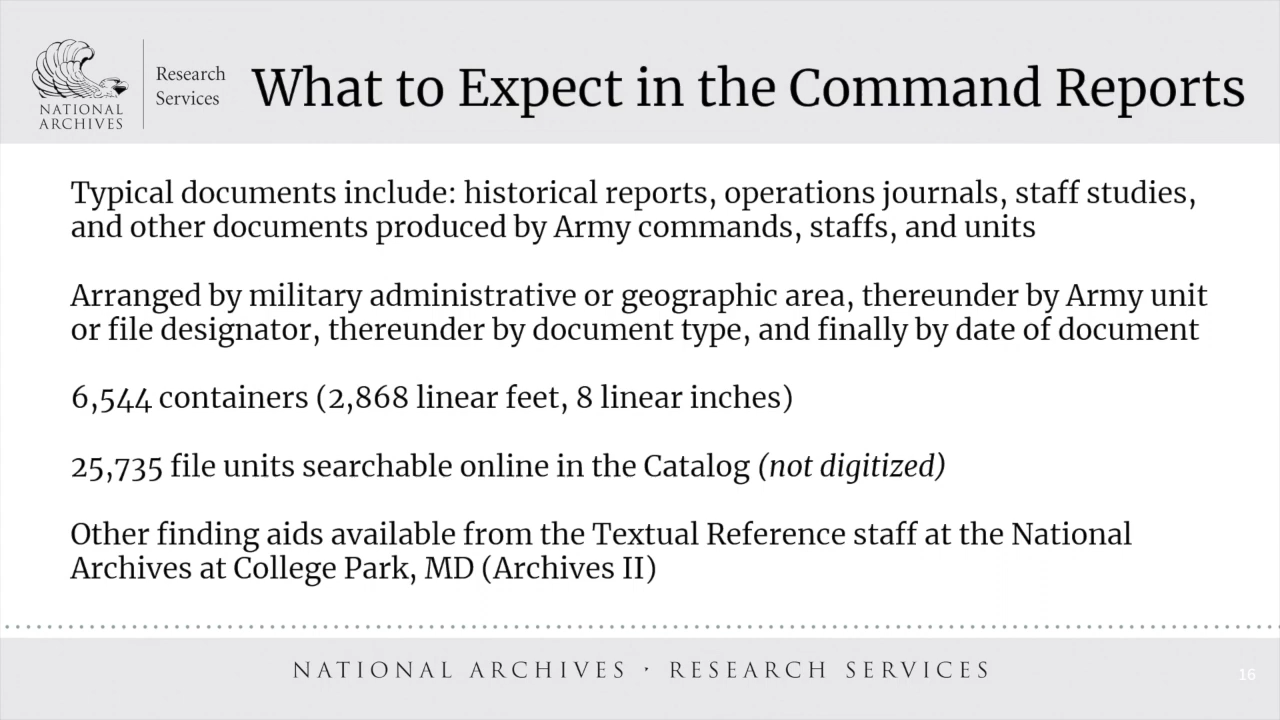 NATIONAL
ARCHIVES
Research
Services
What to Expect in the Command Reports
Typical documents include: historical reports, operations journals, staff studies,
and other documents produced by Army commands, staffs, and units
Arranged by military administrative or geographic area, thereunder by Army unit
or file designator, thereunder by document type, and finally by date of document
6,544 containers (2,868 linear feet, 8 linear inches)
25,735 file units searchable online in the Catalog (not digitized)
Other finding aids available from the Textual Reference staff at the National
Archives at College Park, MD (Archives II)
NATIONAL ARCHIVES · RESEARCH SERVICES
16